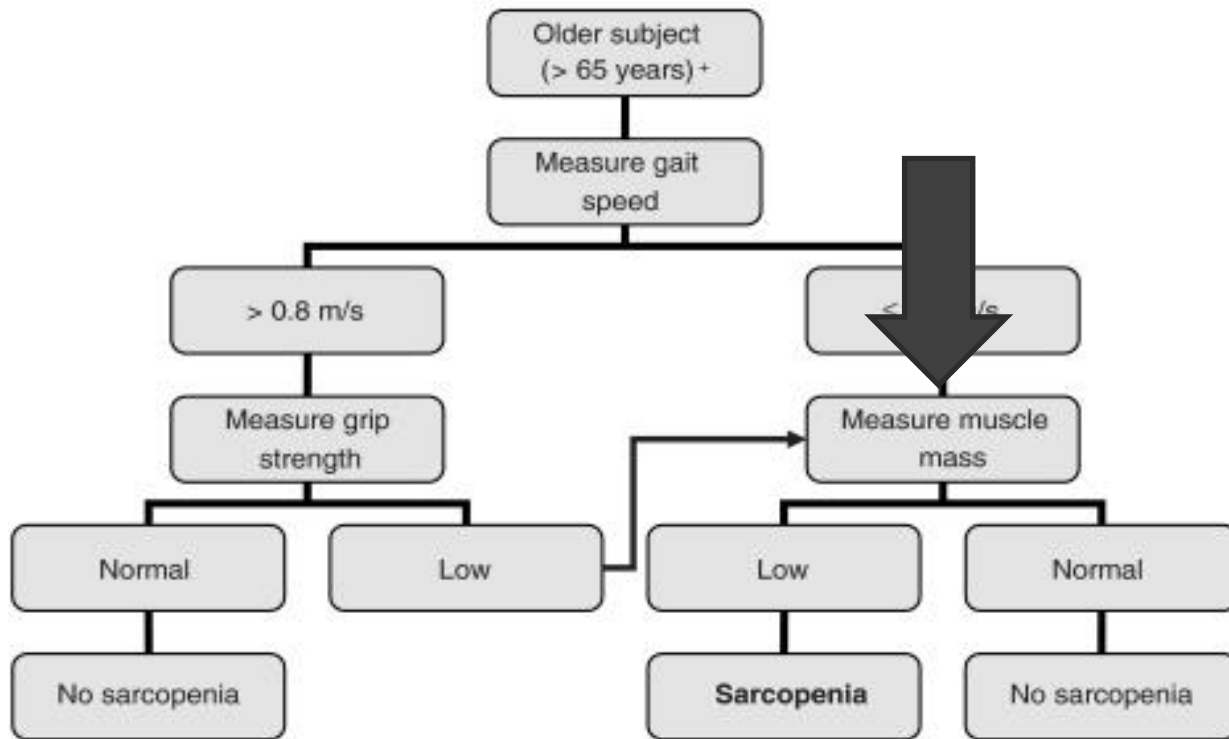 Older subject
(> 65 years) +
Measure gait
speed
> 0.8 m/s
Measure grip
strength
Measure muscle
mass
Normal
Low
Low
Normal
No sarcopenia
Sarcopenia
No sarcopenia